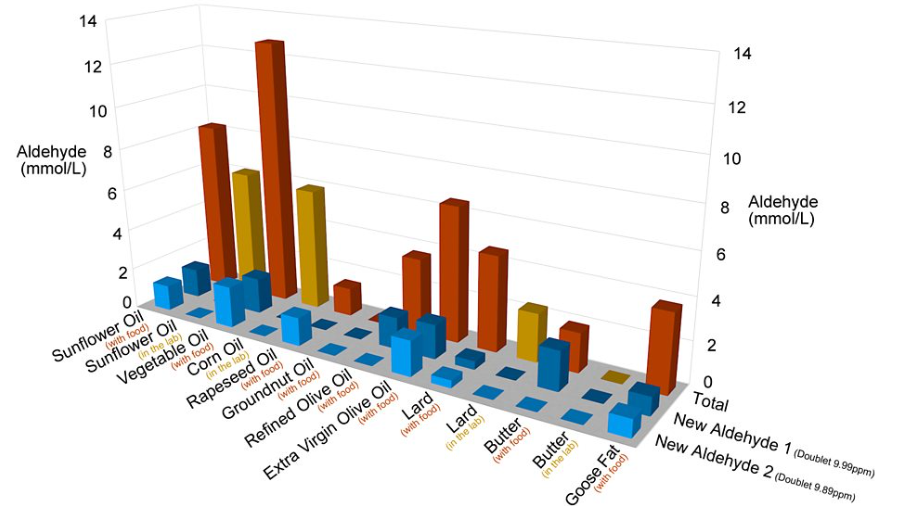 14
12
10
8
6
4
2
0
Aldehyde
(mmol/L)
14
12
10
8
6
4
2
0
Aldehyde
(mmol/L)
Sunflower Oil
(with food)
Sunflower Oil
(in the lab)
Vegetable Oil
(with food)
Corn Oil
(in the lab)
Rapeseed Oil
(with food)
Groundnut Oil
(with food)
Refined Olive Oil
(with food)
Extra Virgin Olive Oil
(with food)
Lard
(with food)
Lard
(in the lab)
Butter
(with food)
Butter
(in the lab)
Goose Fat
(with food)
Total
New Aldehyde 1 (Doublet 9.99ppm)
New Aldehyde 2 (Doublet 9.89ppm)